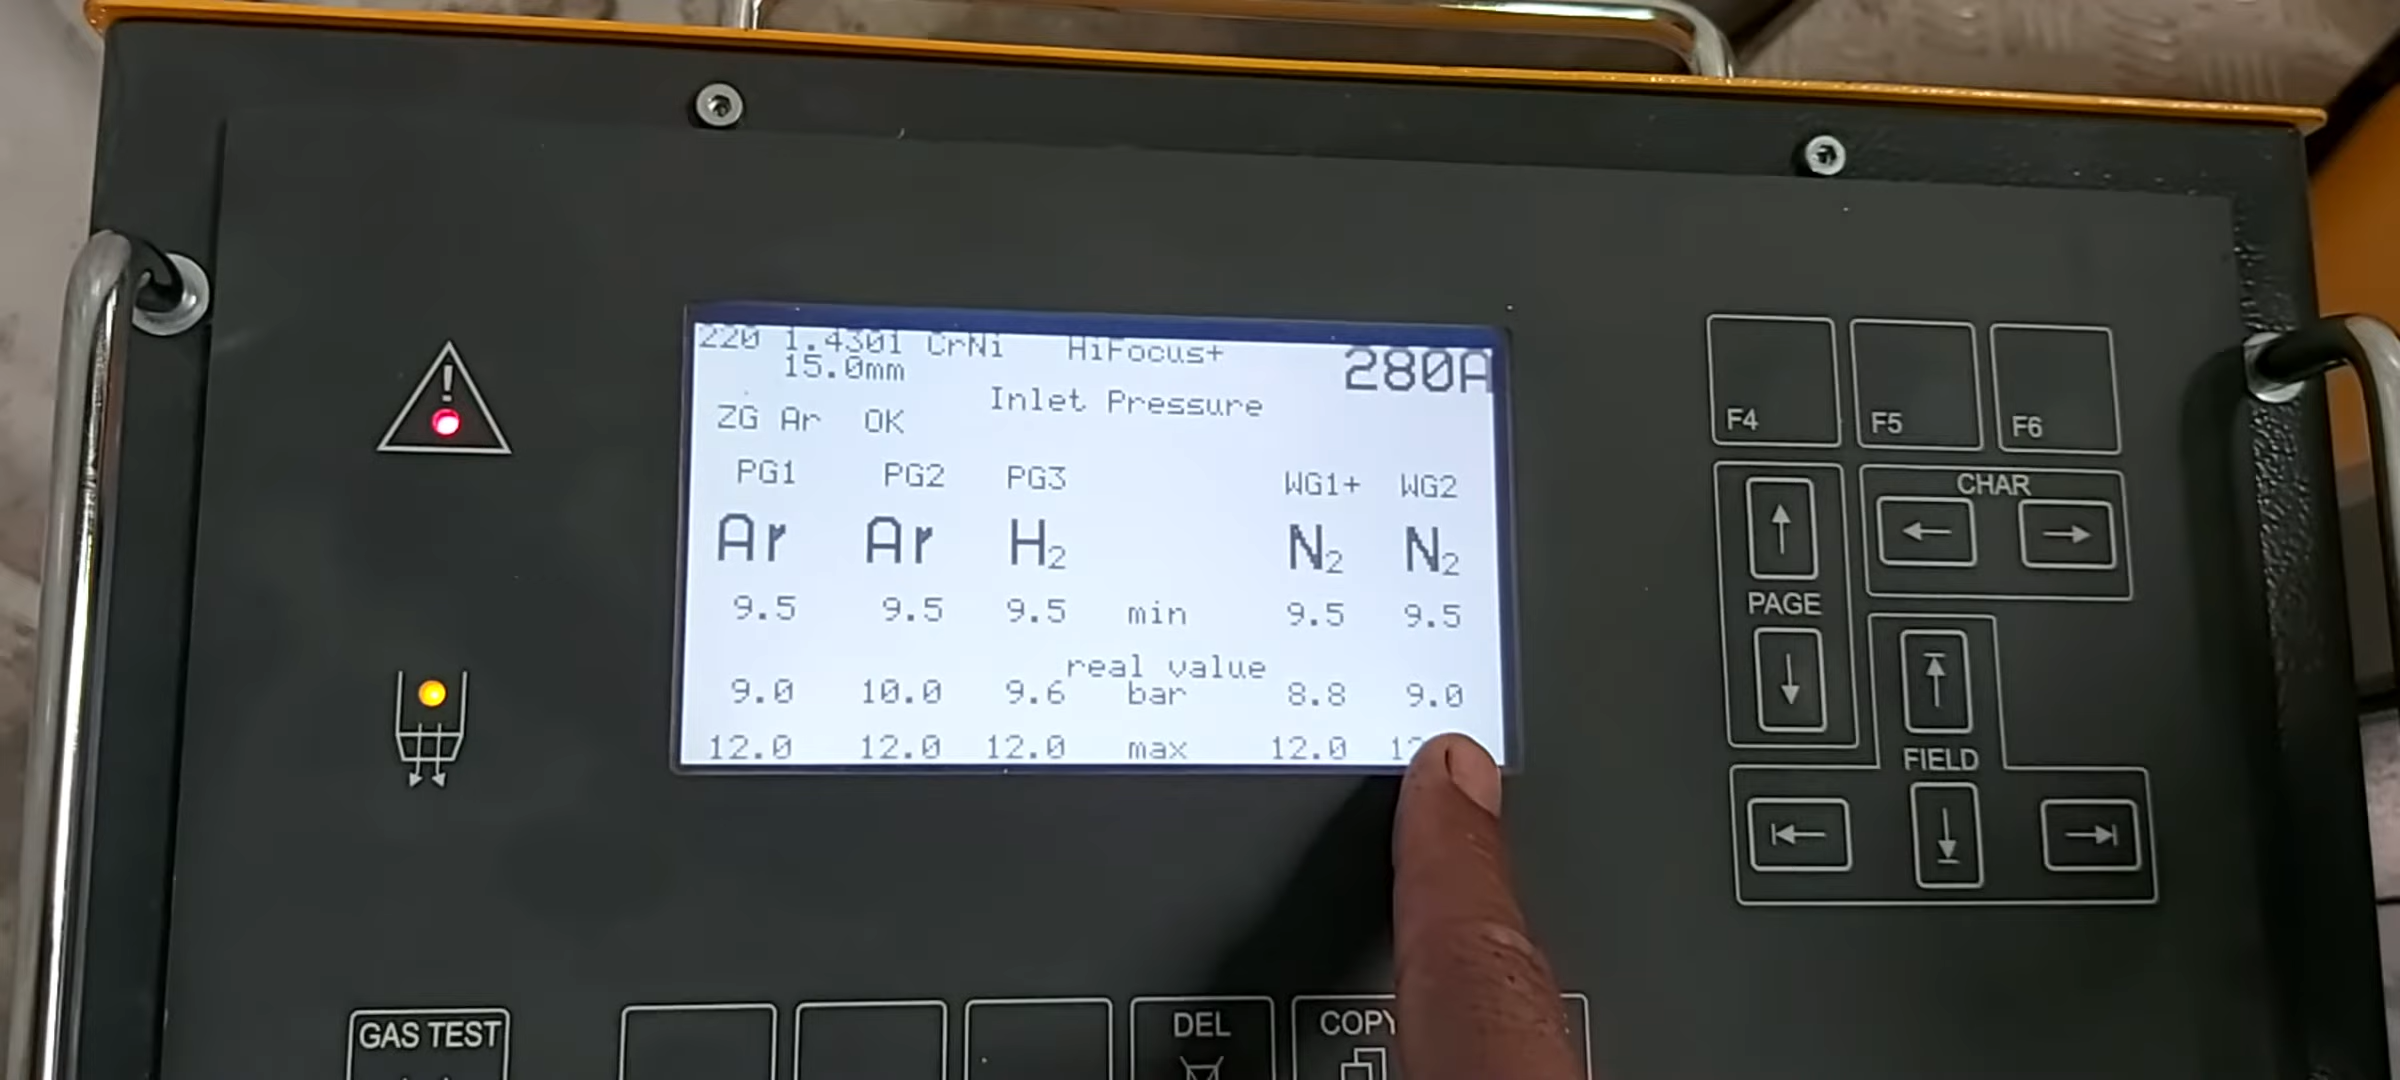 220 1.4301 CrNi HiFocus+ 280A
15.0mm
Inlet Pressure
ZG Ar OK
PG1 PG2 PG3 WG1+ WG2
Ar Ar H₂ N₂ N₂
9.5 9.5 9.5 min 9.5 9.5
real value
9.0 10.0 9.6 bar 8.8 9.0
12.0 12.0 12.0 max 12.0
!
F4 F5 F6
CHAR
PAGE
FIELD
GAS TEST
DEL
COPY